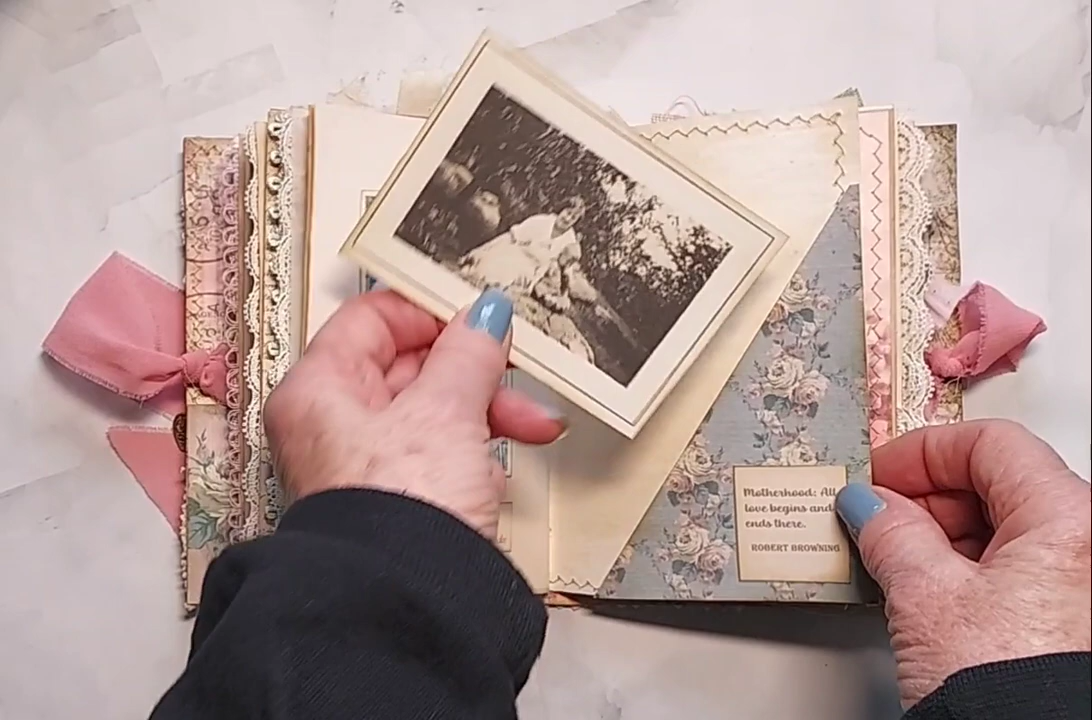 Motherhood: All
love begins and
ends there.
ROBERT BROWNING